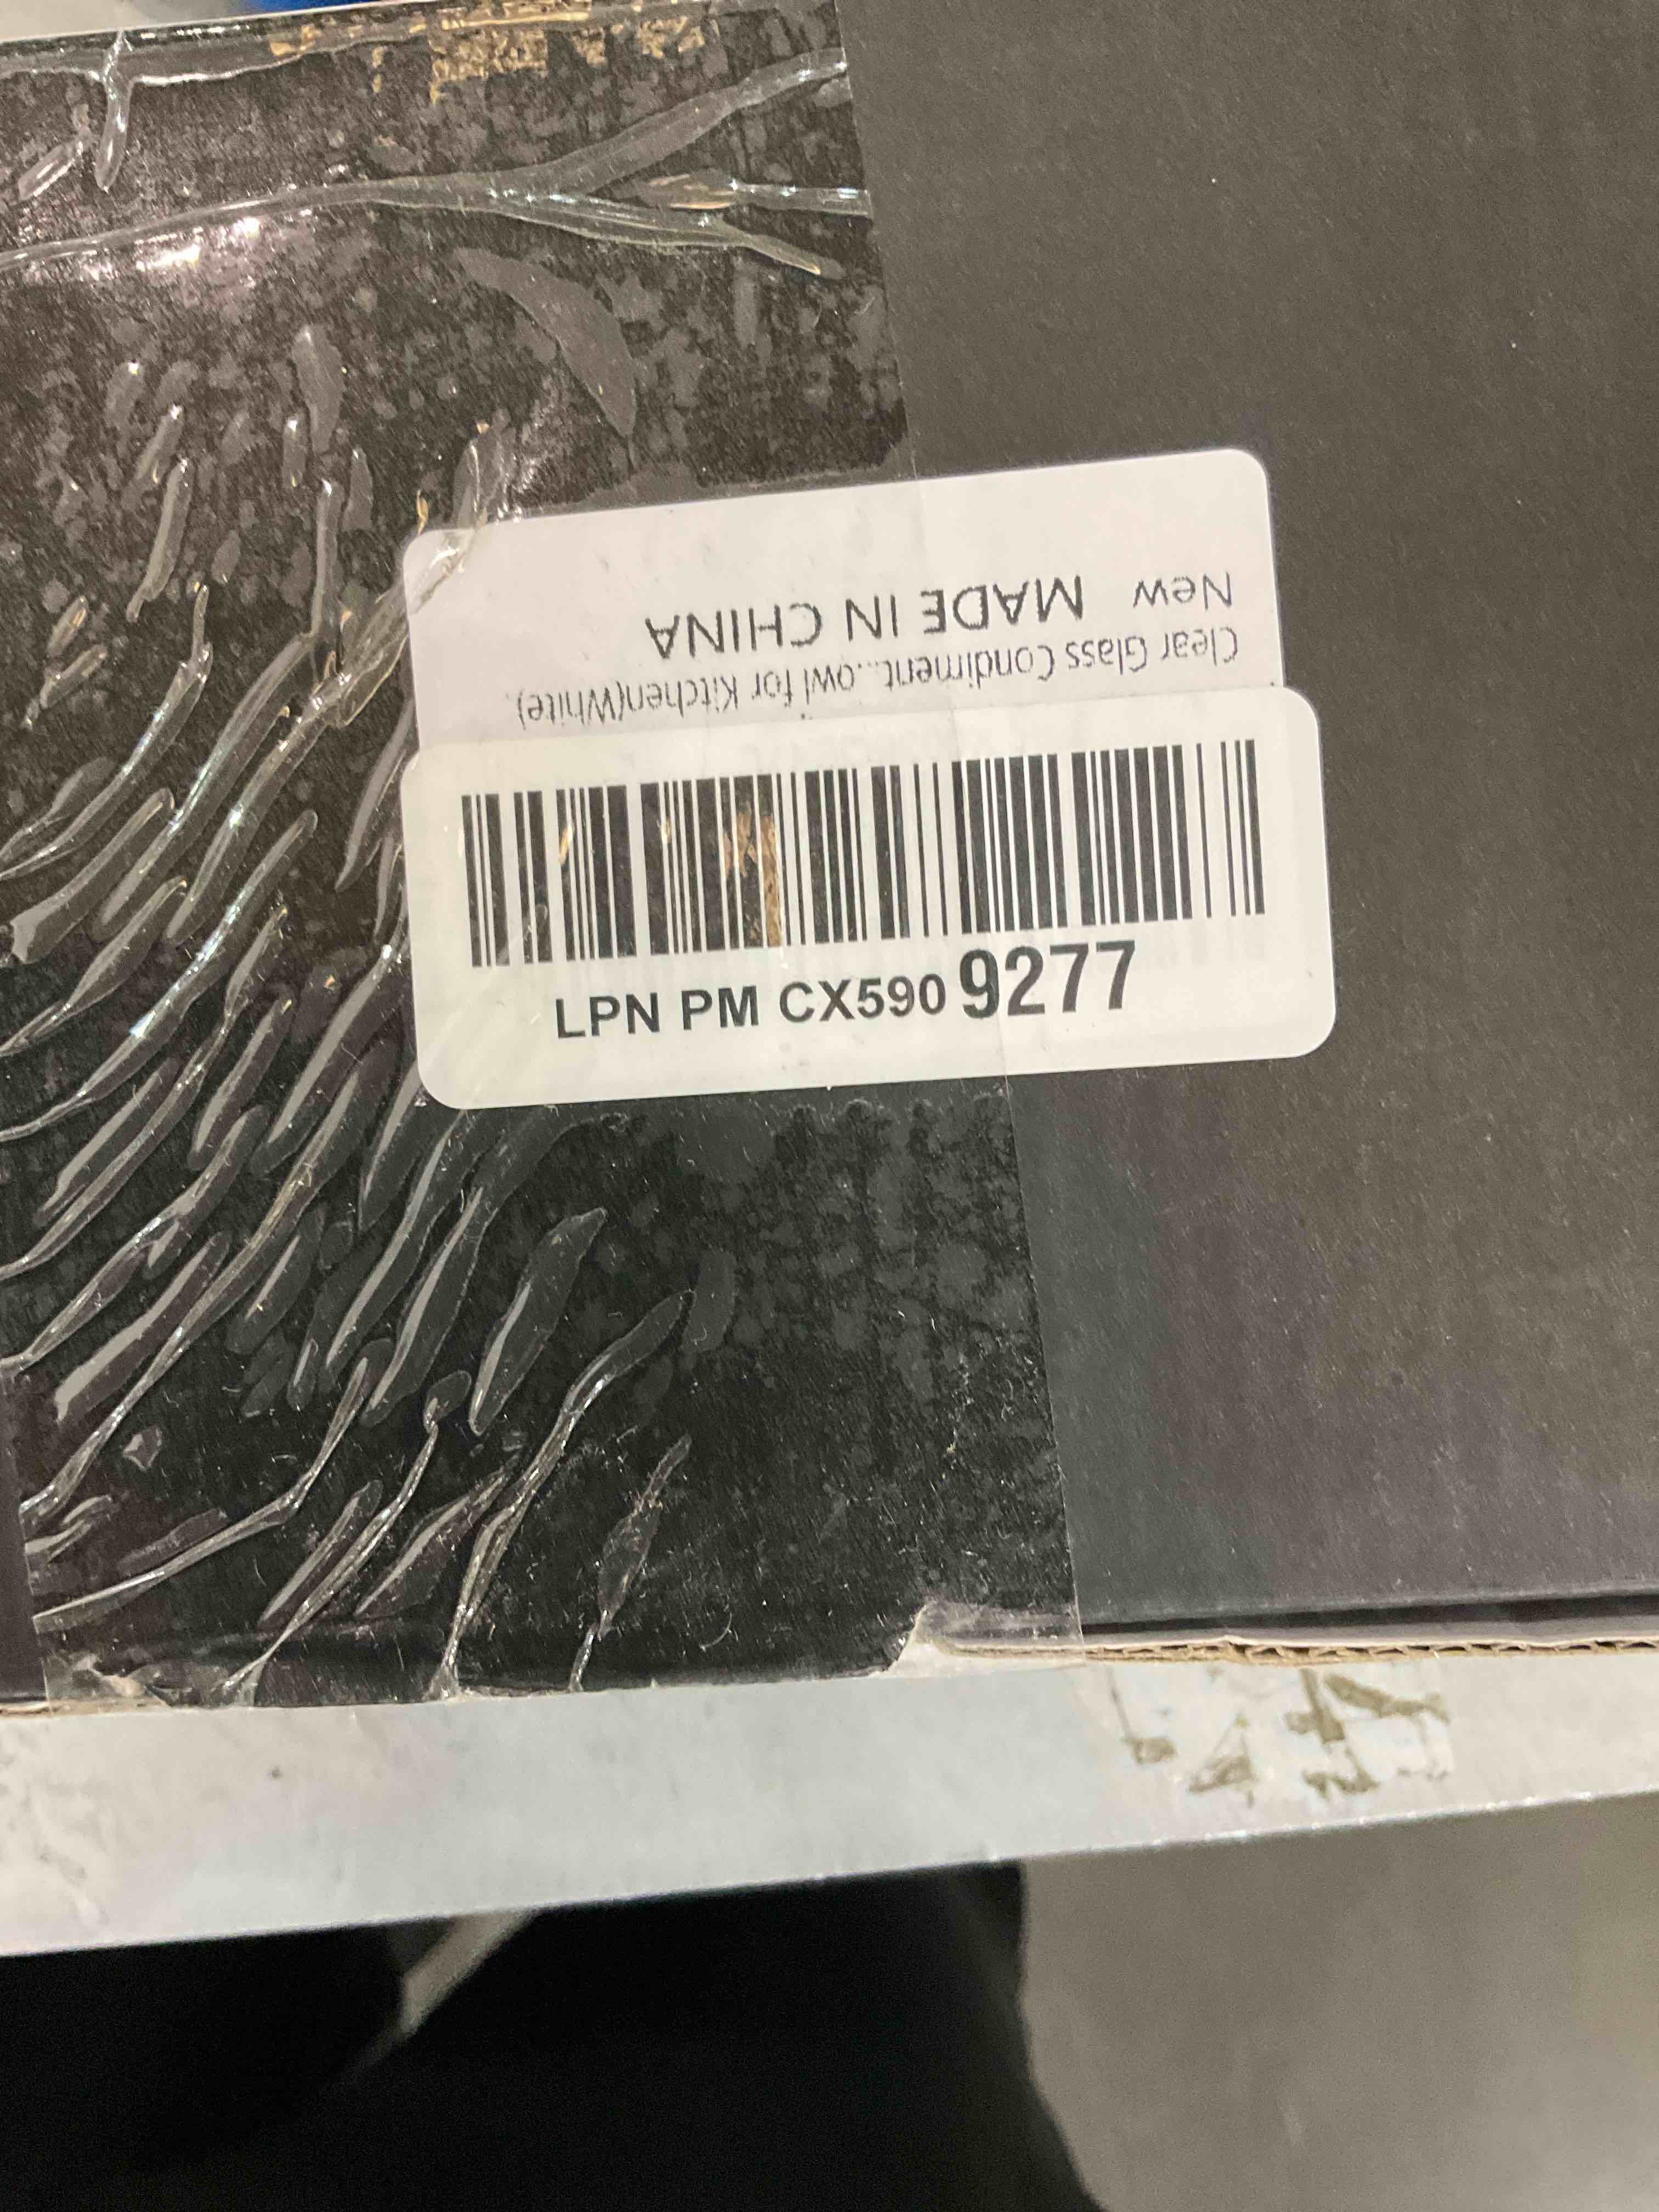 Clear Glass Condiment...owl for Kitchen(White),
New MADE IN CHINA
LPN PM CX590 9277